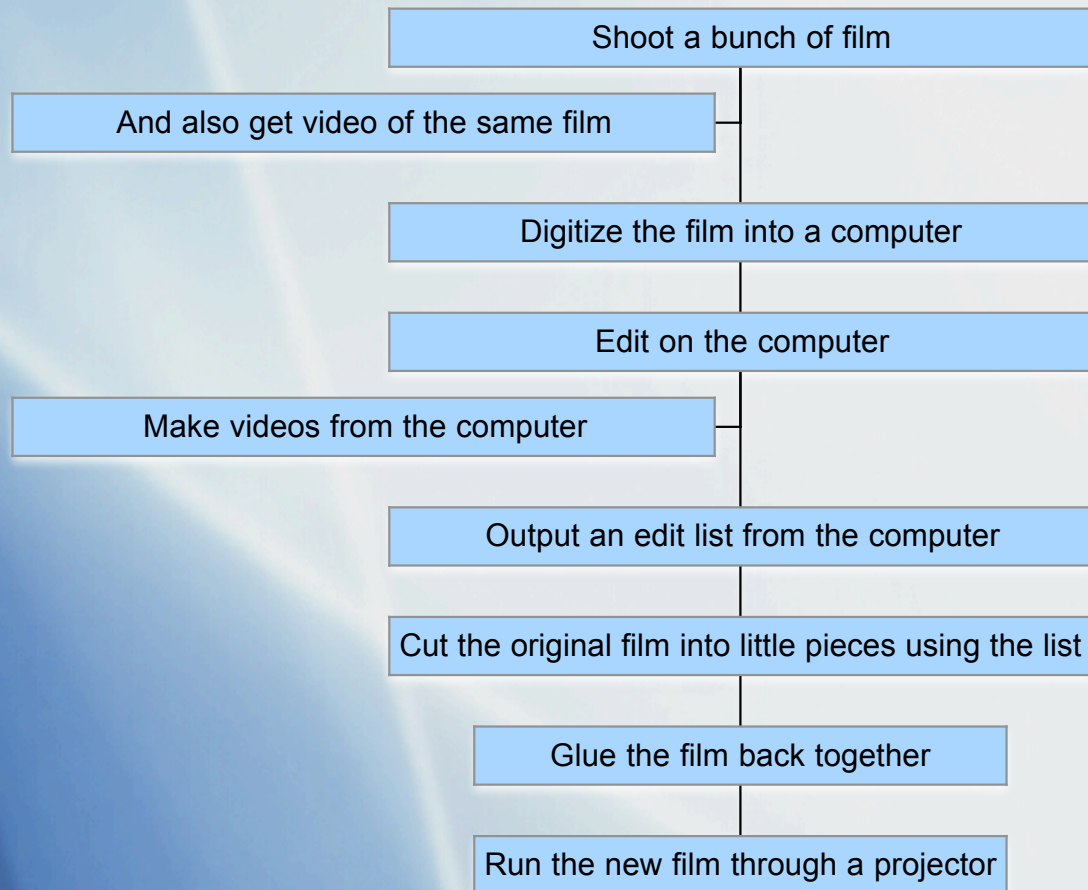 Shoot a bunch of film
And also get video of the same film
Digitize the film into a computer
Edit on the computer
Make videos from the computer
Output an edit list from the computer
Cut the original film into little pieces using the list
Glue the film back together
Run the new film through a projector